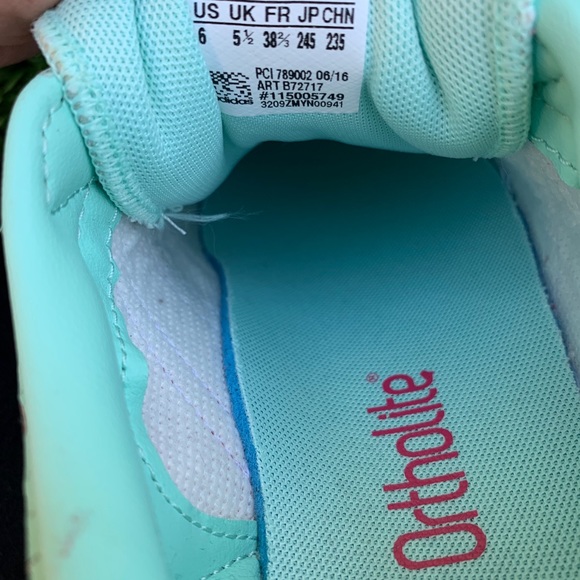 US UK FR JP CHN
6 5½ 38⅔ 245 235
PCI 789002 06/16
ART B72717
#115005749
adidas
3209ZMYN00941
Ortholite®